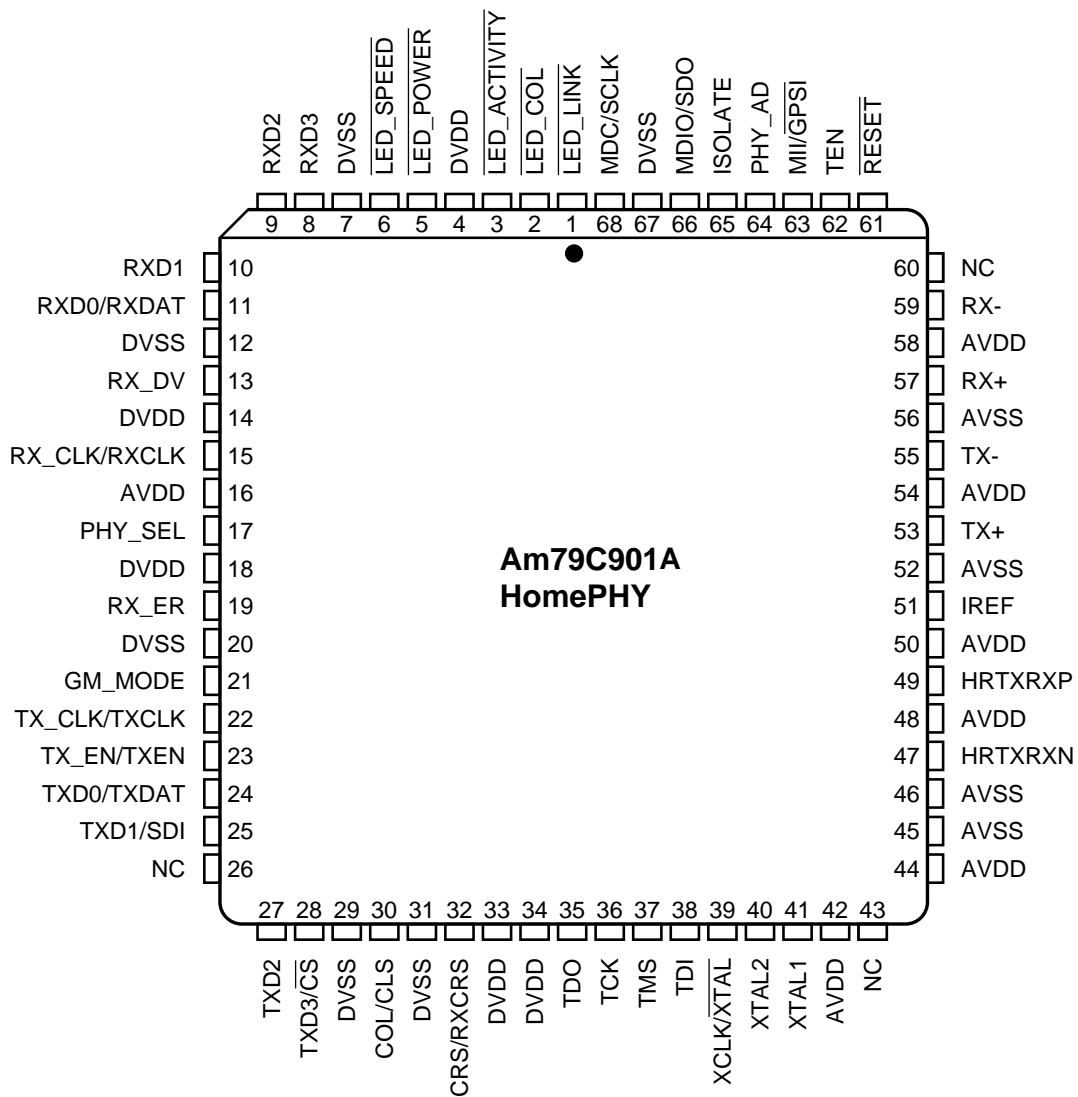 RXD2
RXD3
DVSS
LED_SPEED
LED_POWER
DVDD
LED_ACTIVITY
LED_COL
LED_LINK
MDC/SCLK
DVSS
MDIO/SDO
ISOLATE
PHY_AD
MII/GPSI
TEN
RESET
9 8 7 6 5 4 3 2 1 68 67 66 65 64 63 62 61
RXD1 10
RXD0/RXDAT 11
DVSS 12
RX_DV 13
DVDD 14
RX_CLK/RXCLK 15
AVDD 16
PHY_SEL 17
DVDD 18
RX_ER 19
DVSS 20
GM_MODE 21
TX_CLK/TXCLK 22
TX_EN/TXEN 23
TXD0/TXDAT 24
TXD1/SDI 25
NC 26
Am79C901A
HomePHY
60 NC
59 RX-
58 AVDD
57 RX+
56 AVSS
55 TX-
54 AVDD
53 TX+
52 AVSS
51 IREF
50 AVDD
49 HRTXRXP
48 AVDD
47 HRTXRXN
46 AVSS
45 AVSS
44 AVDD
27 28 29 30 31 32 33 34 35 36 37 38 39 40 41 42 43
TXD2
TXD3/CS
DVSS
COL/CLS
DVSS
CRS/RXCRS
DVDD
DVDD
TDO
TCK
TMS
TDI
XCLK/XTAL
XTAL2
XTAL1
AVDD
NC